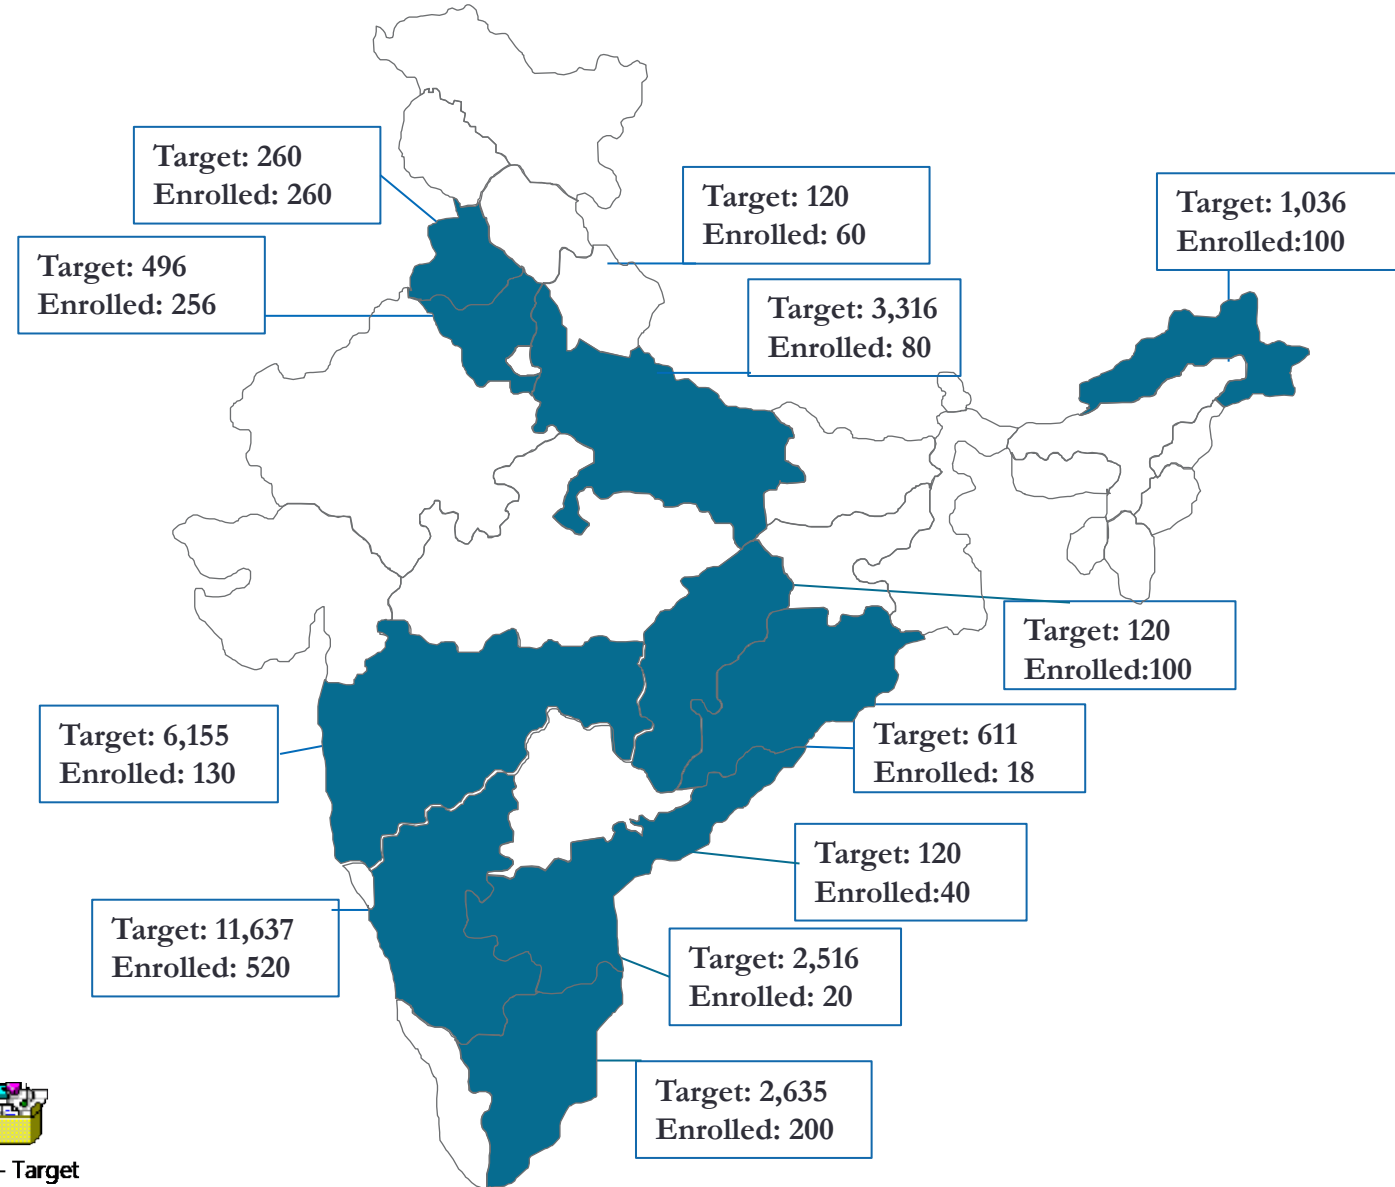 Target: 260
Enrolled: 260
Target: 120
Enrolled: 60
Target: 1,036
Enrolled:100
Target: 496
Enrolled: 256
Target: 3,316
Enrolled: 80
Target: 120
Enrolled:100
Target: 6,155
Enrolled: 130
Target: 611
Enrolled: 18
Target: 120
Enrolled:40
Target: 11,637
Enrolled: 520
Target: 2,516
Enrolled: 20
Target: 2,635
Enrolled: 200
- Target